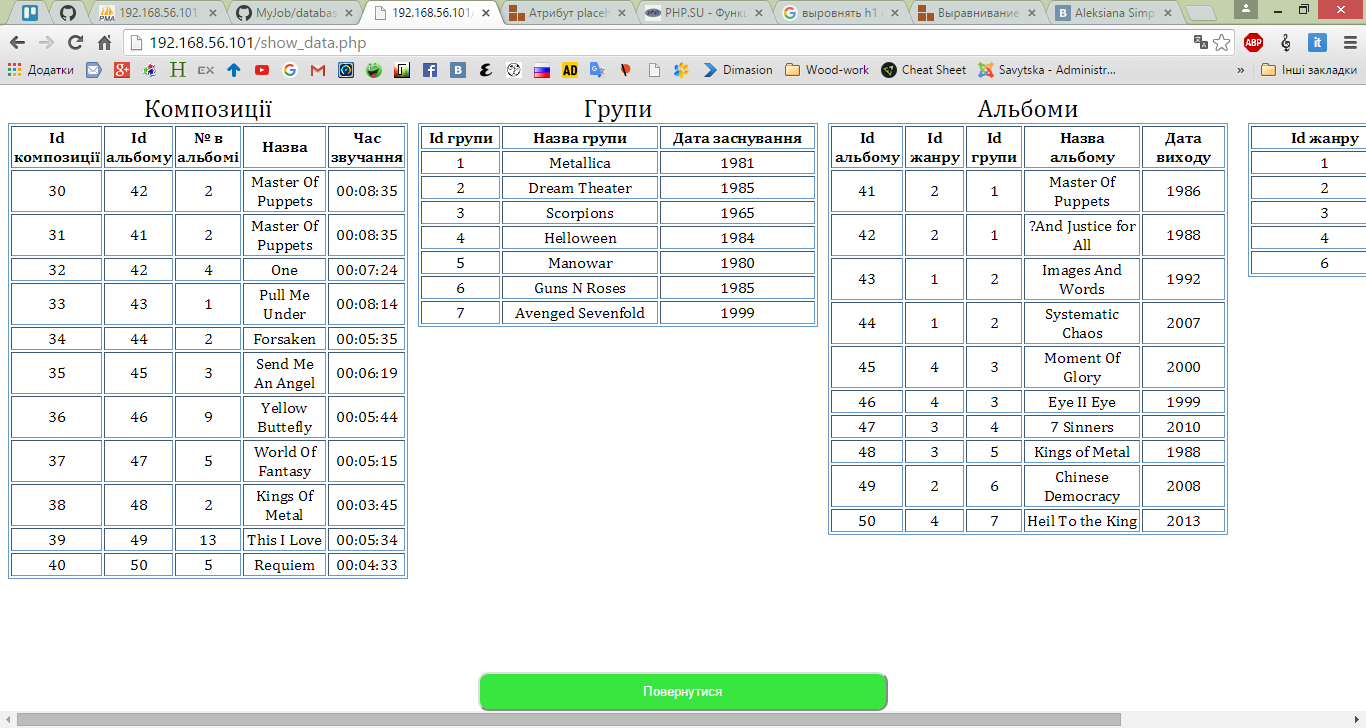 192.168.56.101
MyJob/databas
192.168.56.101/
Атрибут placeh
PHP.SU - Функц
выровнять h1
Выравнивание
Aleksiana Simp
192.168.56.101/show_data.php
Додатки
EX
AD
Dimasion
Wood-work
Cheat Sheet
Savytska - Administr...
»
Інші закладки
ABP
it
Композиції
Id композиції Id альбому № в альбомі Назва Час звучання
30 42 2 Master Of Puppets 00:08:35
31 41 2 Master Of Puppets 00:08:35
32 42 4 One 00:07:24
33 43 1 Pull Me Under 00:08:14
34 44 2 Forsaken 00:05:35
35 45 3 Send Me An Angel 00:06:19
36 46 9 Yellow Buttefly 00:05:44
37 47 5 World Of Fantasy 00:05:15
38 48 2 Kings Of Metal 00:03:45
39 49 13 This I Love 00:05:34
40 50 5 Requiem 00:04:33
Групи
Id групи Назва групи Дата заснування
1 Metallica 1981
2 Dream Theater 1985
3 Scorpions 1965
4 Helloween 1984
5 Manowar 1980
6 Guns N Roses 1985
7 Avenged Sevenfold 1999
Альбоми
Id альбому Id жанру Id групи Назва альбому Дата виходу
41 2 1 Master Of Puppets 1986
42 2 1 ?And Justice for All 1988
43 1 2 Images And Words 1992
44 1 2 Systematic Chaos 2007
45 4 3 Moment Of Glory 2000
46 4 3 Eye II Eye 1999
47 3 4 7 Sinners 2010
48 3 5 Kings of Metal 1988
49 2 6 Chinese Democracy 2008
50 4 7 Heil To the King 2013
Id жанру
1
2
3
4
6
Повернутися